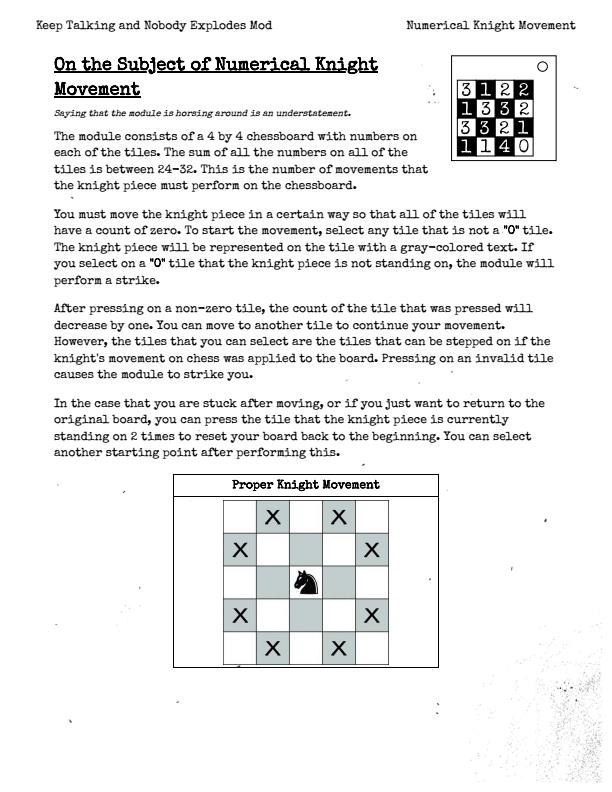 Keep Talking and Nobody Explodes Mod
Numerical Knight Movement
On the Subject of Numerical Knight
Movement
Saying that the module is horsing around is an understatement.
3 1 2 2
1 3 3 2
3 3 2 1
1 1 4 0
The module consists of a 4 by 4 chessboard with numbers on
each of the tiles. The sum of all the numbers on all of the
tiles is between 24-32. This is the number of movements that
the knight piece must perform on the chessboard.
You must move the knight piece in a certain way so that all of the tiles will
have a count of zero. To start the movement, select any tile that is not a "0" tile.
The knight piece will be represented on the tile with a gray-colored text. If
you select on a "0" tile that the knight piece is not standing on, the module will
perform a strike.
After pressing on a non-zero tile, the count of the tile that was pressed will
decrease by one. You can move to another tile to continue your movement.
However, the tiles that you can select are the tiles that can be stepped on if the
knight's movement on chess was applied to the board. Pressing on an invalid tile
causes the module to strike you.
In the case that you are stuck after moving, or if you just want to return to the
original board, you can press the tile that the knight piece is currently
standing on 2 times to reset your board back to the beginning. You can select
another starting point after performing this.
Proper Knight Movement
X X
X X
X X
X X